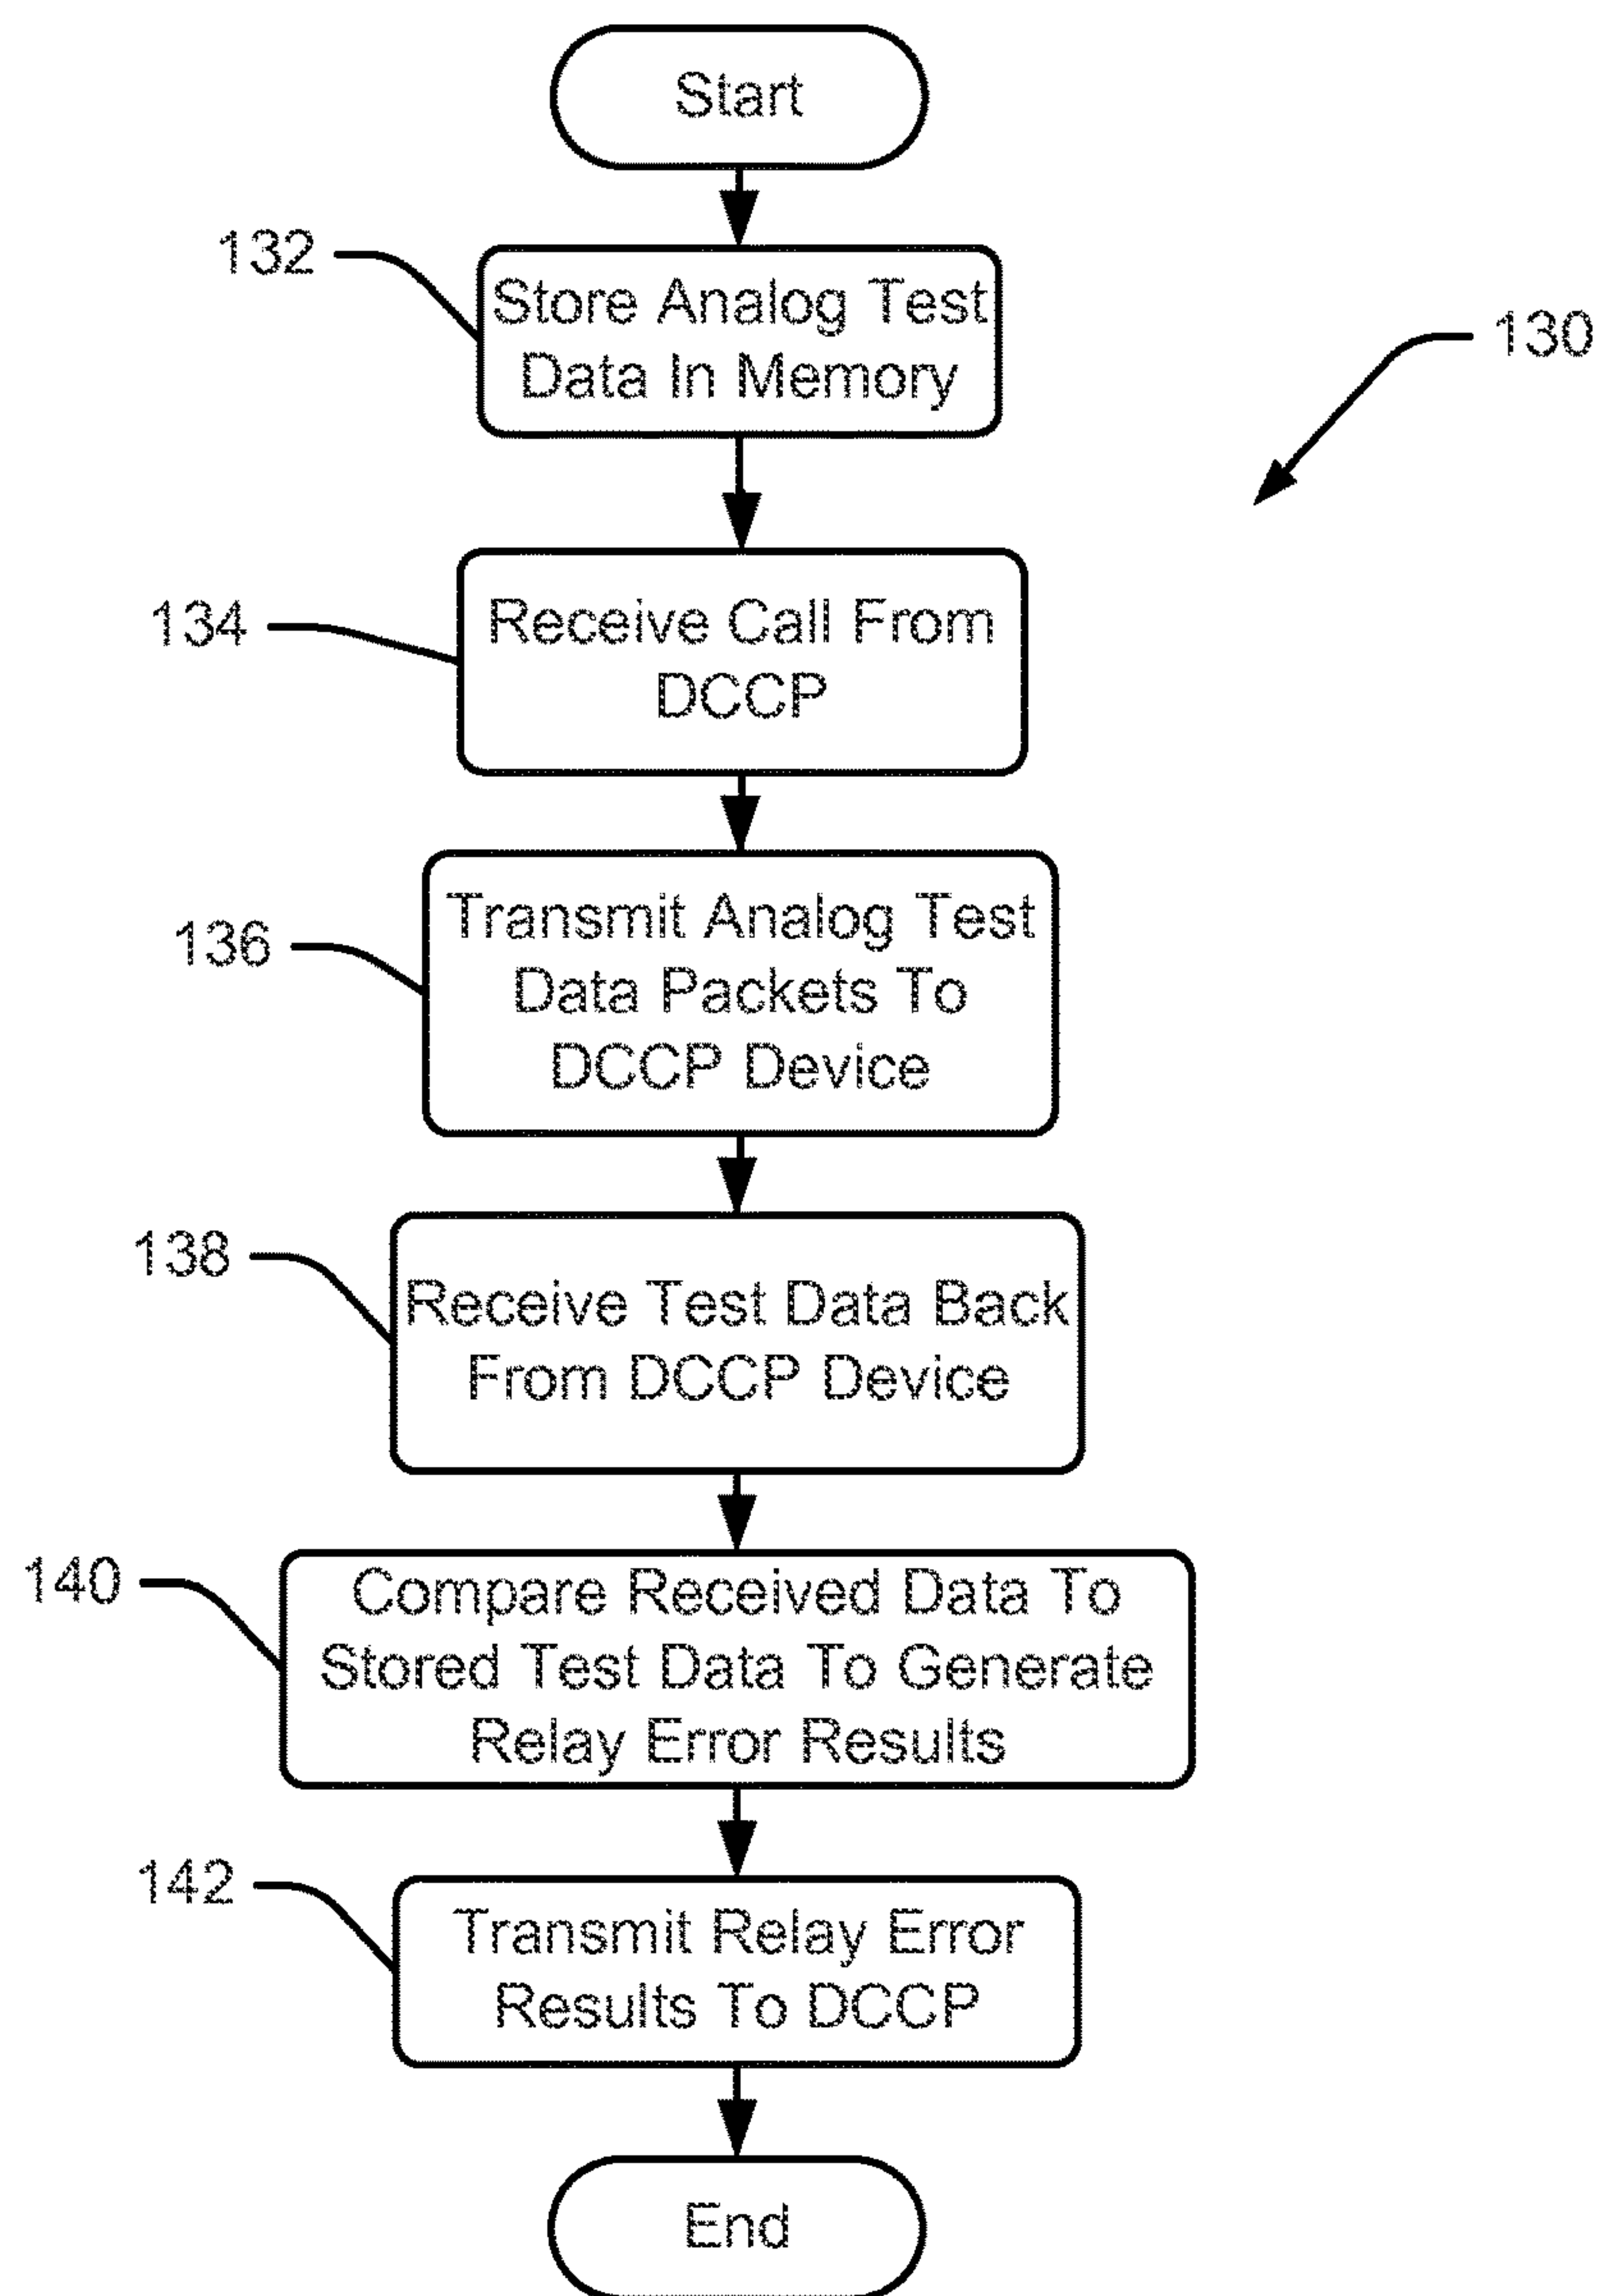 Start
132
Store Analog Test
Data In Memory
130
134
Receive Call From
DCCP
136
Transmit Analog Test
Data Packets To
DCCP Device
138
Receive Test Data Back
From DCCP Device
140
Compare Received Data To
Stored Test Data To Generate
Relay Error Results
142
Transmit Relay Error
Results To DCCP
End